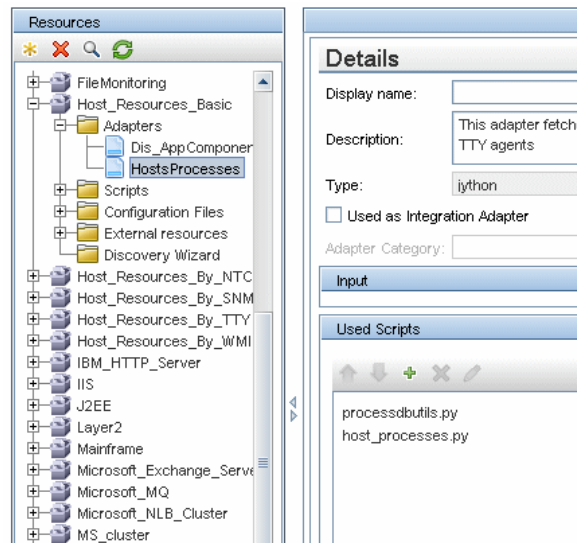 Resources
FileMonitoring
Host_Resources_Basic
Adapters
Dis_AppComponen
HostsProcesses
Scripts
Configuration Files
External resources
Discovery Wizard
Host_Resources_By_NTC
Host_Resources_By_SNM
Host_Resources_By_TTY
Host_Resources_By_WMI
IBM_HTTP_Server
IIS
J2EE
Layer2
Mainframe
Microsoft_Exchange_Serve
Microsoft_MQ
Microsoft_NLB_Cluster
MS_cluster
Details
Display name:
Description:
This adapter fetch
TTY agents
Type:
jython
Used as Integration Adapter
Adapter Category:
Input
Used Scripts
processdbutils.py
host_processes.py